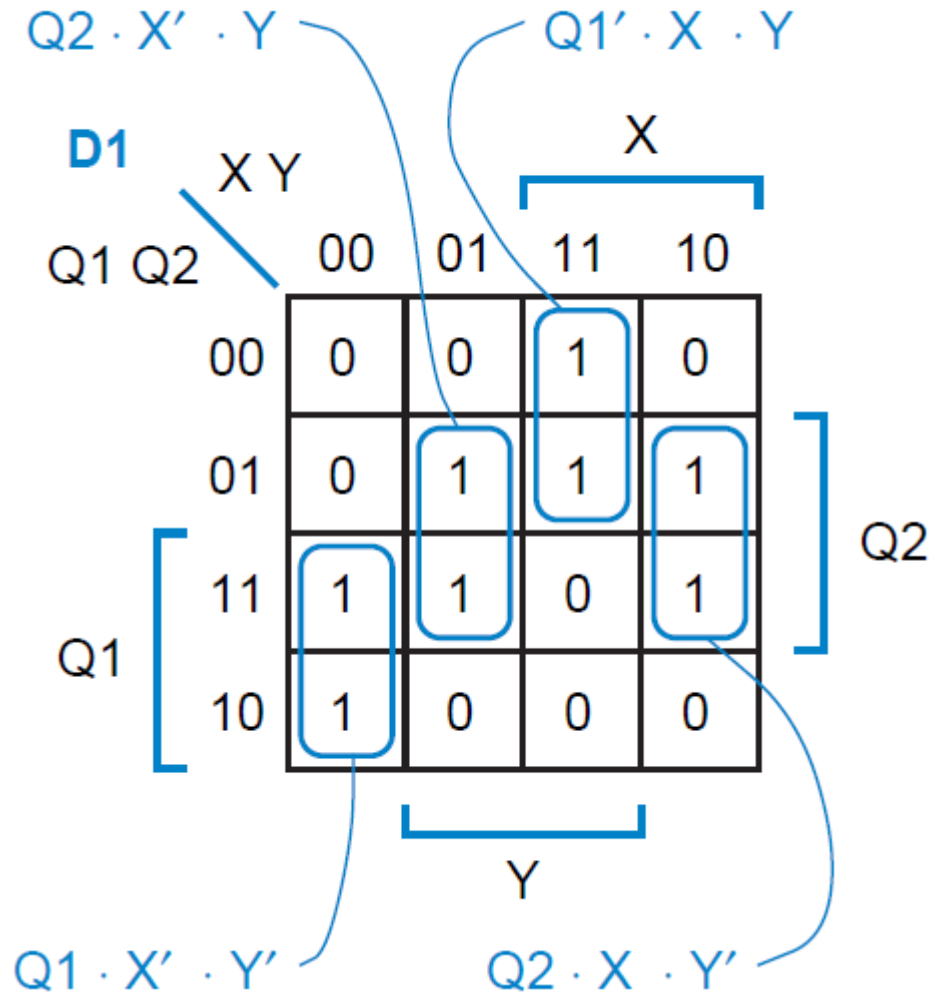 Q2 · X′ · Y Q1′ · X · Y
D1 X Y X
Q1 Q2 00 01 11 10
00 0 0 1 0
01 0 1 1 1
Q2
11 1 1 0 1
Q1
10 1 0 0 0
Y
Q1 · X′ · Y′ Q2 · X · Y′